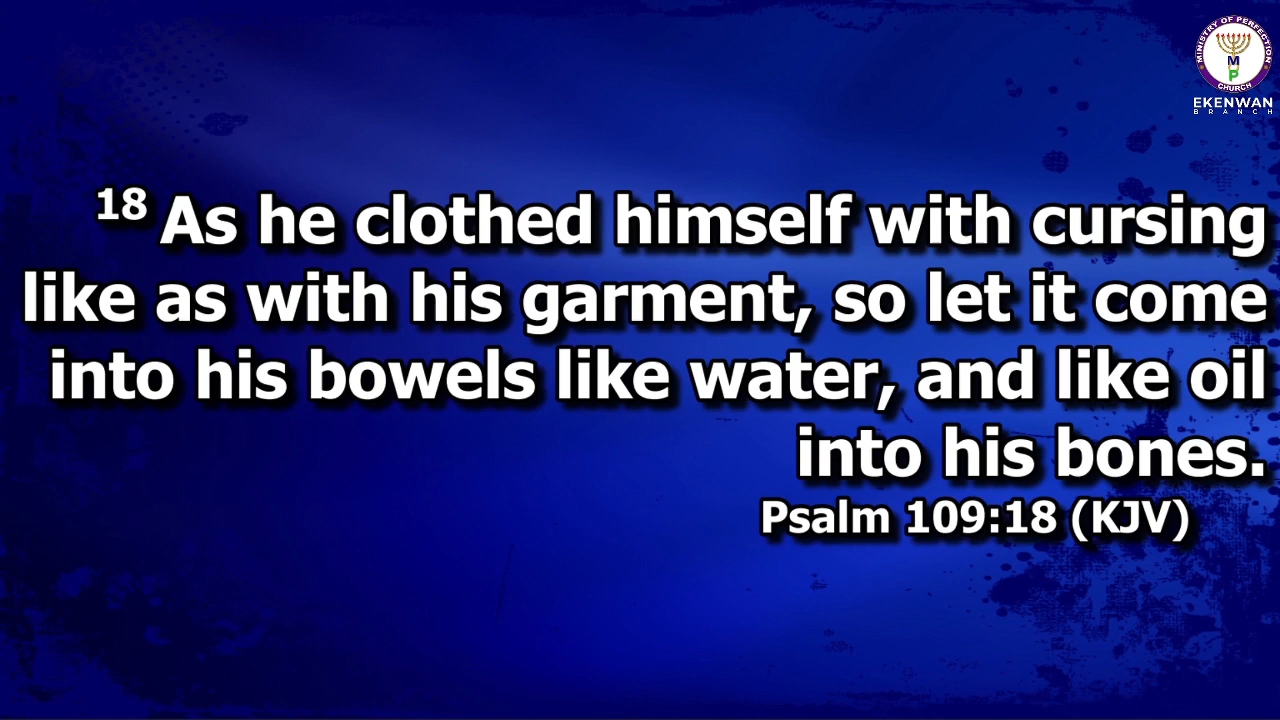 MINISTRY OF PERFECTION
M
P
CHURCH
EKENWAN
BRANCH
18 As he clothed himself with cursing
like as with his garment, so let it come
into his bowels like water, and like oil
into his bones.
Psalm 109:18 (KJV)